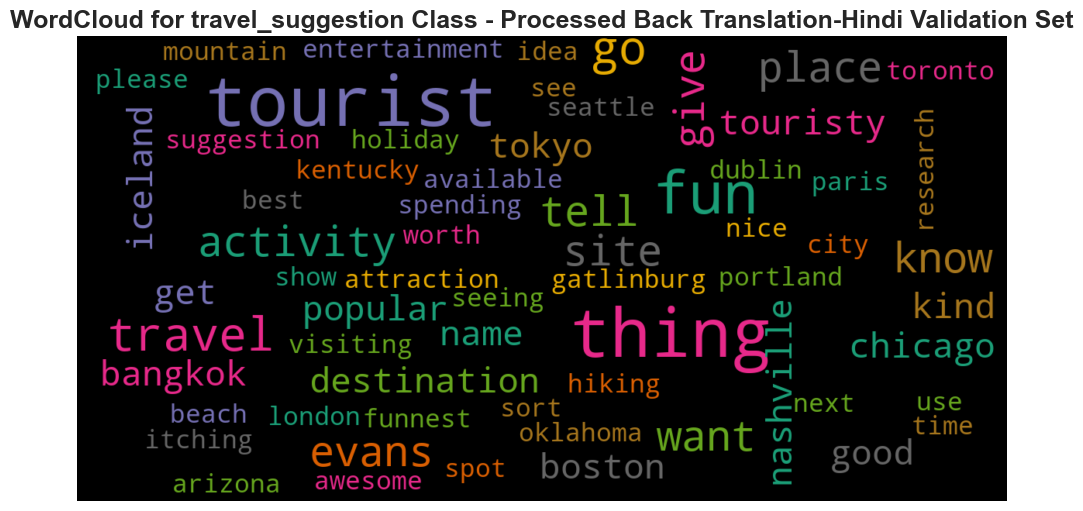 WordCloud for travel_suggestion Class - Processed Back Translation-Hindi Validation Set
mountain entertainment idea go place toronto
please tourist see seattle give touristy
iceland suggestion holiday tokyo research
kentucky available dublin paris
best spending tell fun nice
activity worth site city know
show attraction gatlinburg portland
get popular seeing kind
travel visiting name thing nashville chicago
bangkok destination hiking
beach london funnest sort next use
itching evans oklahoma want time
spot boston good
arizona awesome